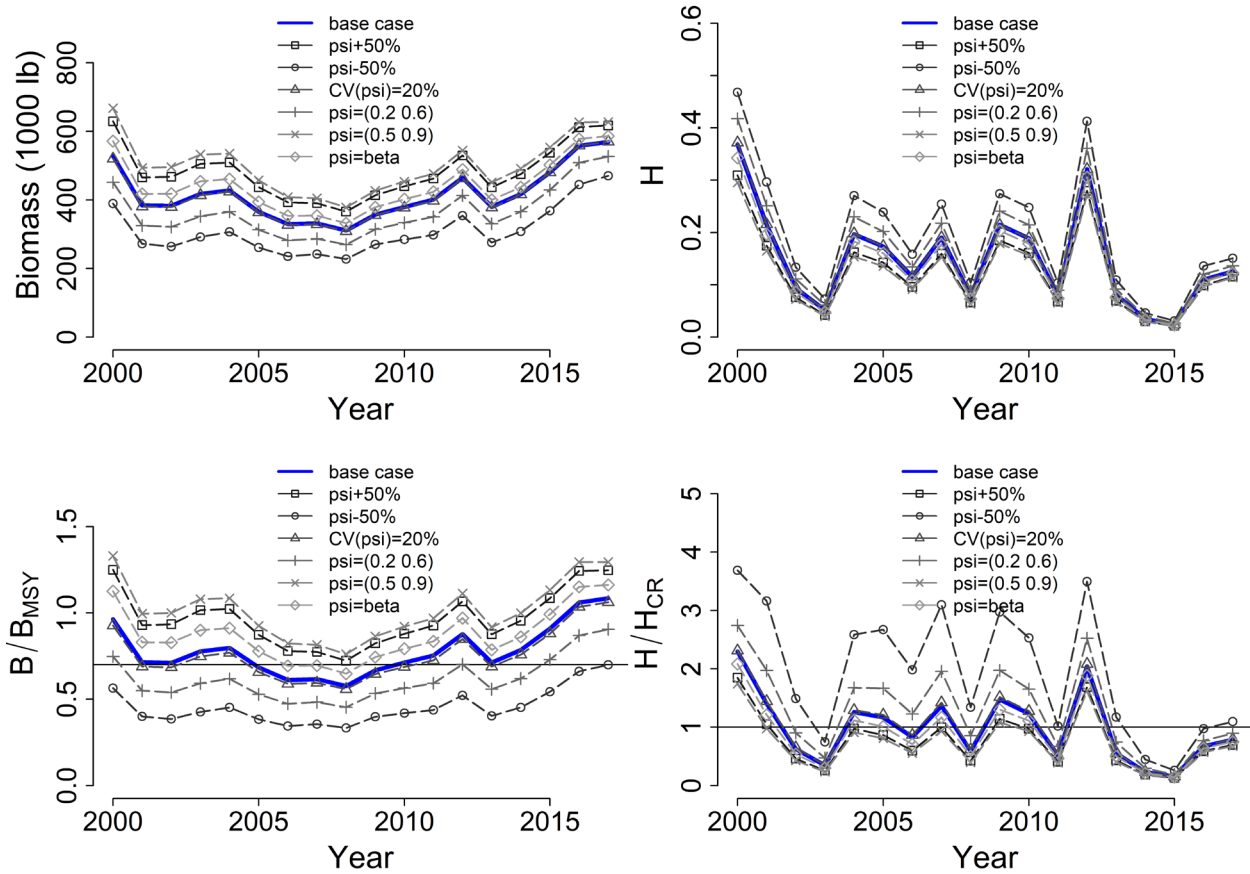 base case
psi+50%
psi-50%
CV(psi)=20%
psi=(0.2 0.6)
psi=(0.5 0.9)
psi=beta
Biomass (1000 lb)
800
600
400
200
0
2000 2005 2010 2015
Year
base case
psi+50%
psi-50%
CV(psi)=20%
psi=(0.2 0.6)
psi=(0.5 0.9)
psi=beta
H
0.6
0.4
0.2
0.0
2000 2005 2010 2015
Year
base case
psi+50%
psi-50%
CV(psi)=20%
psi=(0.2 0.6)
psi=(0.5 0.9)
psi=beta
B/BMSY
1.5
1.0
0.5
0.0
2000 2005 2010 2015
Year
base case
psi+50%
psi-50%
CV(psi)=20%
psi=(0.2 0.6)
psi=(0.5 0.9)
psi=beta
H/HCR
5
4
3
2
1
0
2000 2005 2010 2015
Year